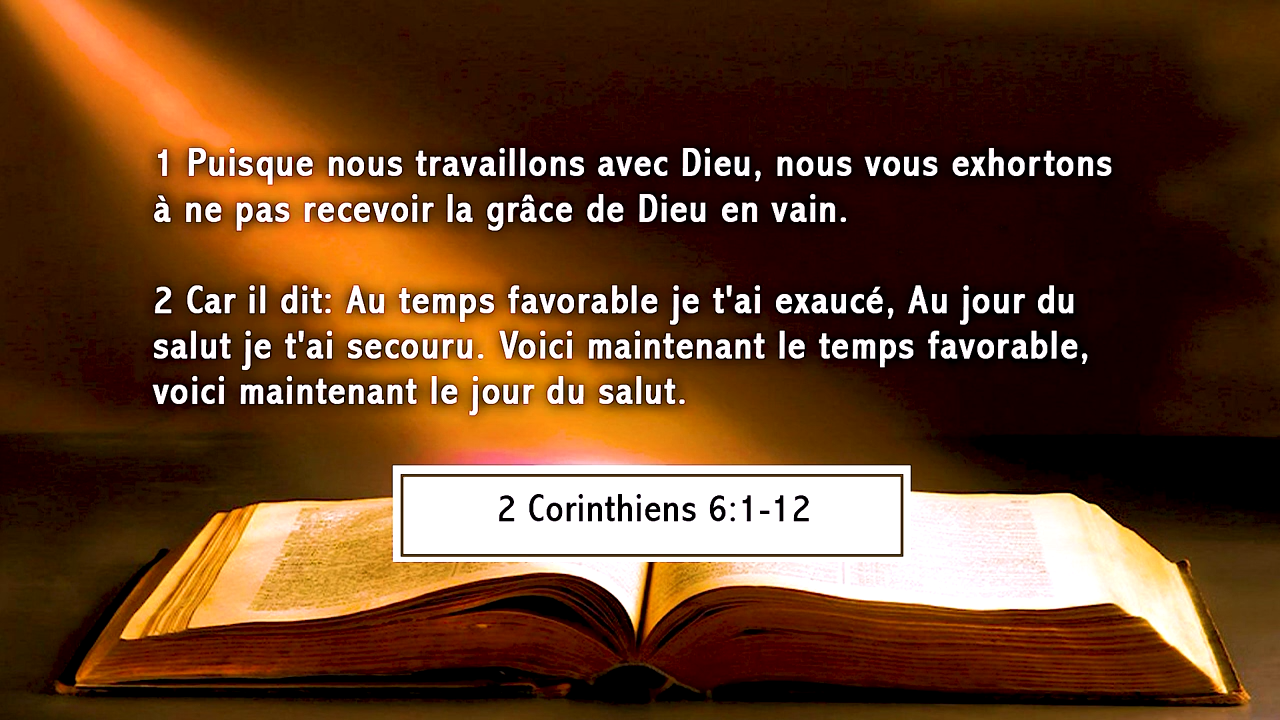 1 Puisque nous travaillons avec Dieu, nous vous exhortons
à ne pas recevoir la grâce de Dieu en vain.
2 Car il dit: Au temps favorable je t'ai exaucé, Au jour du
salut je t'ai secouru. Voici maintenant le temps favorable,
voici maintenant le jour du salut.
2 Corinthiens 6:1-12